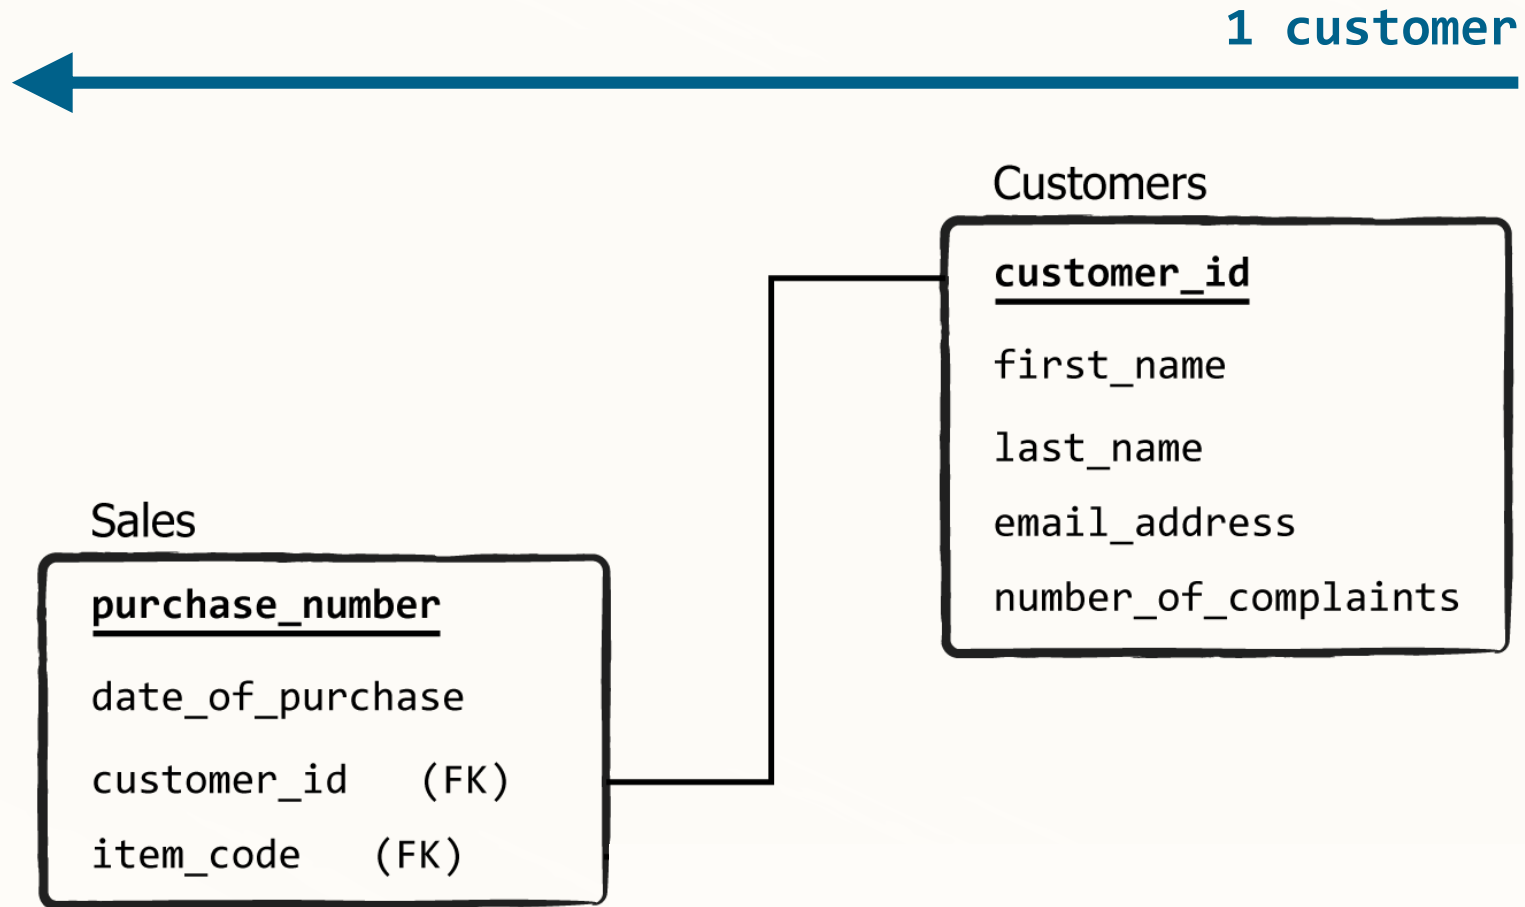 1 customer
Customers
customer_id
first_name
last_name
email_address
number_of_complaints
Sales
purchase_number
date_of_purchase
customer_id (FK)
item_code (FK)